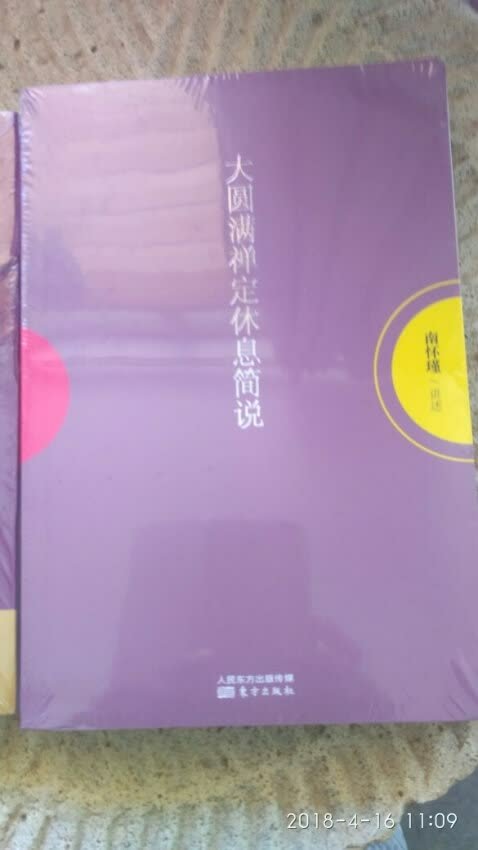 大圆满禅定休息简说
南怀瑾/讲述
人民东方出版传媒
东方出版社
2018-4-16 11:09